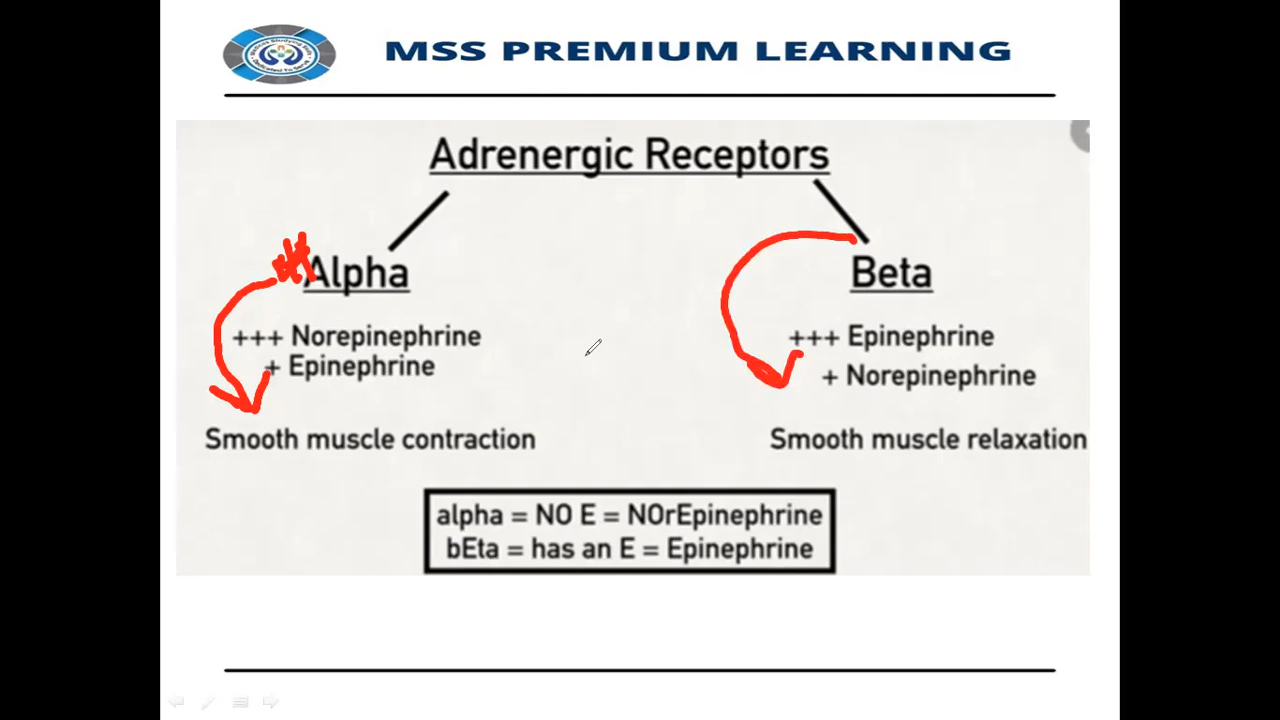 MSS PREMIUM LEARNING
Adrenergic Receptors
Alpha
+++ Norepinephrine
+ Epinephrine
Smooth muscle contraction
Beta
+++ Epinephrine
+ Norepinephrine
Smooth muscle relaxation
alpha = NO E = NOrEpinephrine
bEta = has an E = Epinephrine